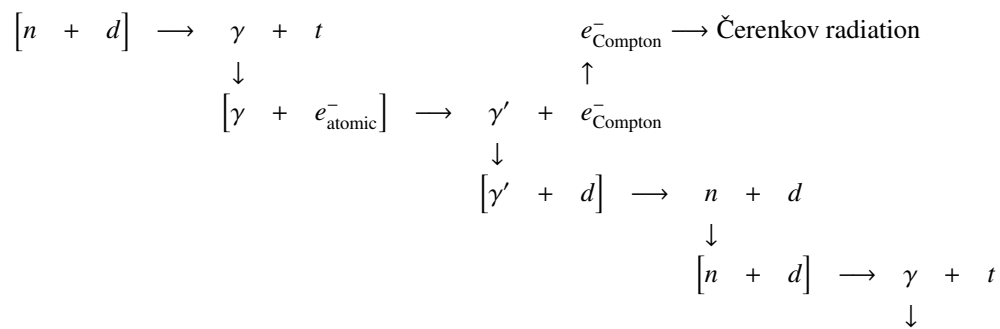 [n + d] ⟶ γ + t e⁻_Compton ⟶ Čerenkov radiation
↓ ↑
[γ + e⁻_atomic] ⟶ γ′ + e⁻_Compton
↓
[γ′ + d] ⟶ n + d
↓
[n + d] ⟶ γ + t
↓